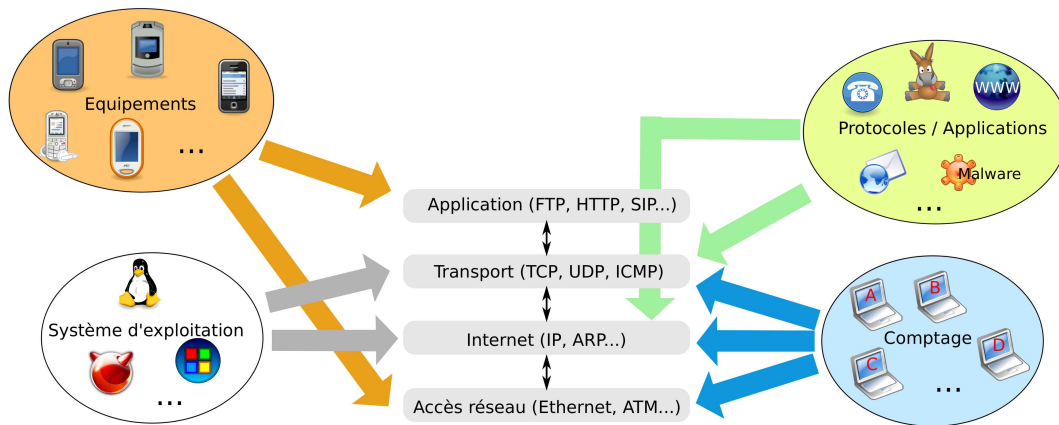 Equipements
...
WWW
Protocoles / Applications
Malware
...
Application (FTP, HTTP, SIP...)
Transport (TCP, UDP, ICMP)
Internet (IP, ARP...)
Accès réseau (Ethernet, ATM...)
Système d'exploitation
...
A
B
Comptage
C
D
...